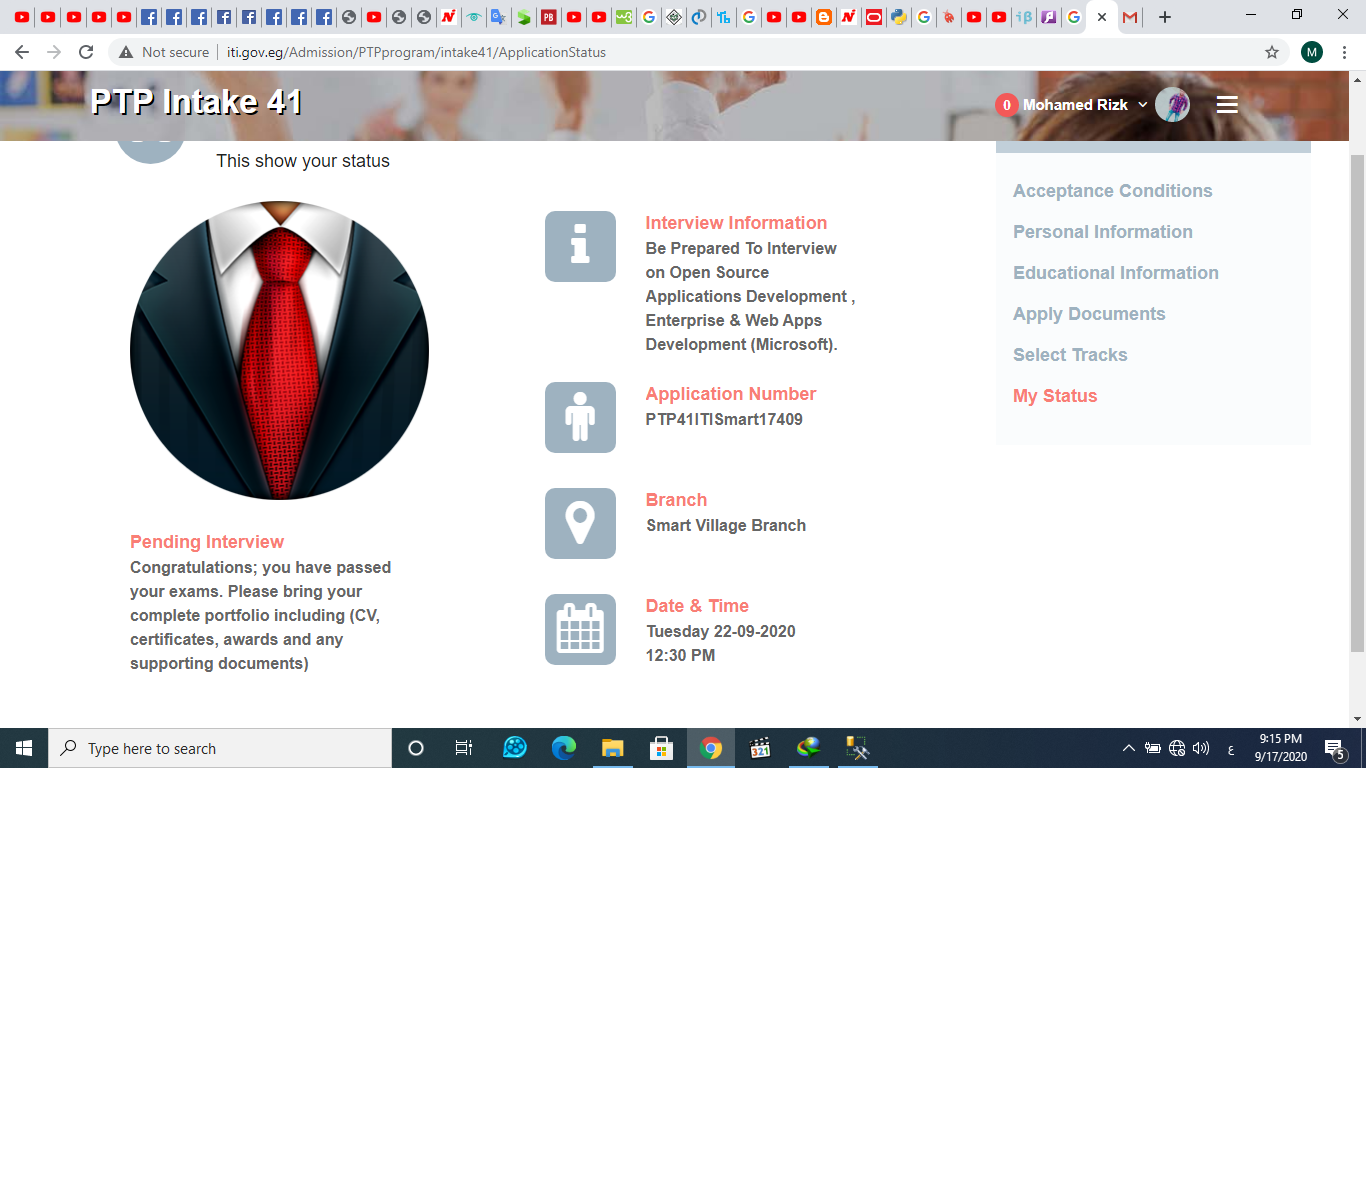 Not secure
iti.gov.eg/Admission/PTPprogram/intake41/ApplicationStatus
M
PTP Intake 41
0 Mohamed Rizk
This show your status
Pending Interview
Congratulations; you have passed
your exams. Please bring your
complete portfolio including (CV,
certificates, awards and any
supporting documents)
Interview Information
Be Prepared To Interview
on Open Source
Applications Development ,
Enterprise & Web Apps
Development (Microsoft).
Application Number
PTP41ITISmart17409
Branch
Smart Village Branch
Date & Time
Tuesday 22-09-2020
12:30 PM
Acceptance Conditions
Personal Information
Educational Information
Apply Documents
Select Tracks
My Status
Type here to search
321
ع
9:15 PM
9/17/2020
5